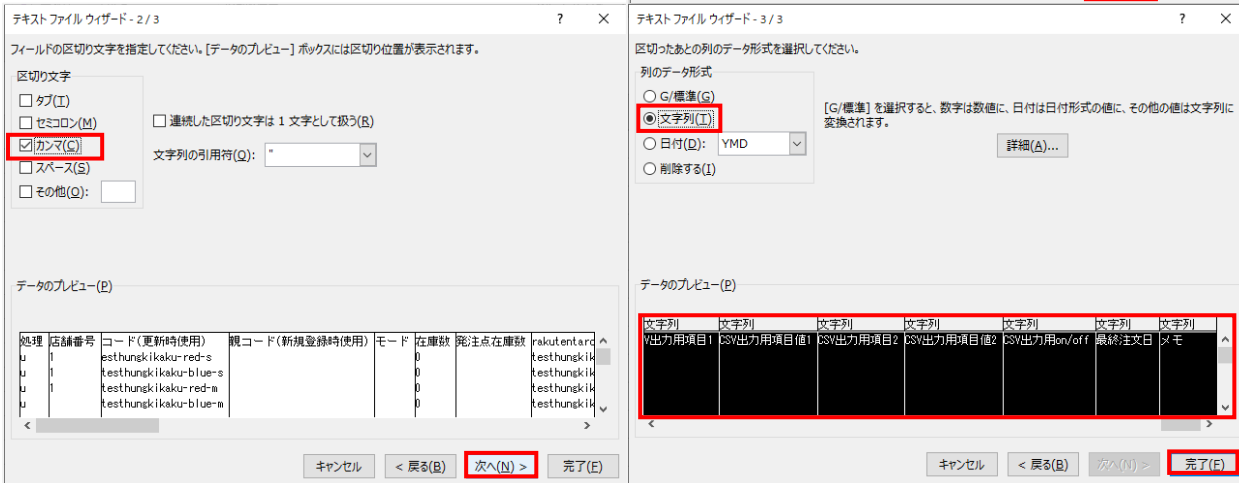 テキスト ファイル ウィザード - 2 / 3
? ×
フィールドの区切り文字を指定してください。[データのプレビュー] ボックスには区切り位置が表示されます。
区切り文字
タブ(T)
セミコロン(M)
カンマ(C)
スペース(S)
その他(O):
連続した区切り文字は 1 文字として扱う(R)
文字列の引用符(Q): "
データのプレビュー(P)
処理 店舗番号 コード(更新時使用) 親コード(新規登録時使用) モード 在庫数 発注点在庫数 rakutentarc
u 1 esthungkikaku-red-s 0 testhungkik
u 1 testhungkikaku-blue-s 0 testhungkik
u 1 testhungkikaku-red-m 0 testhungkik
u testhungkikaku-blue-m 0 testhungkik
キャンセル < 戻る(B) 次へ(N) > 完了(F)
テキスト ファイル ウィザード - 3 / 3
? ×
区切ったあとの列のデータ形式を選択してください。
列のデータ形式
G/標準(G)
文字列(T)
日付(D): YMD
削除する(I)
[G/標準] を選択すると、数字は数値に、日付は日付形式の値に、その他の値は文字列に
変換されます。
詳細(A)...
データのプレビュー(P)
文字列 文字列 文字列 文字列 文字列 文字列 文字列
V出力用項目1 CSV出力用項目値1 CSV出力用項目2 CSV出力用項目値2 CSV出力用on/off 最終注文日 メモ
キャンセル < 戻る(B) 次へ(N) > 完了(F)